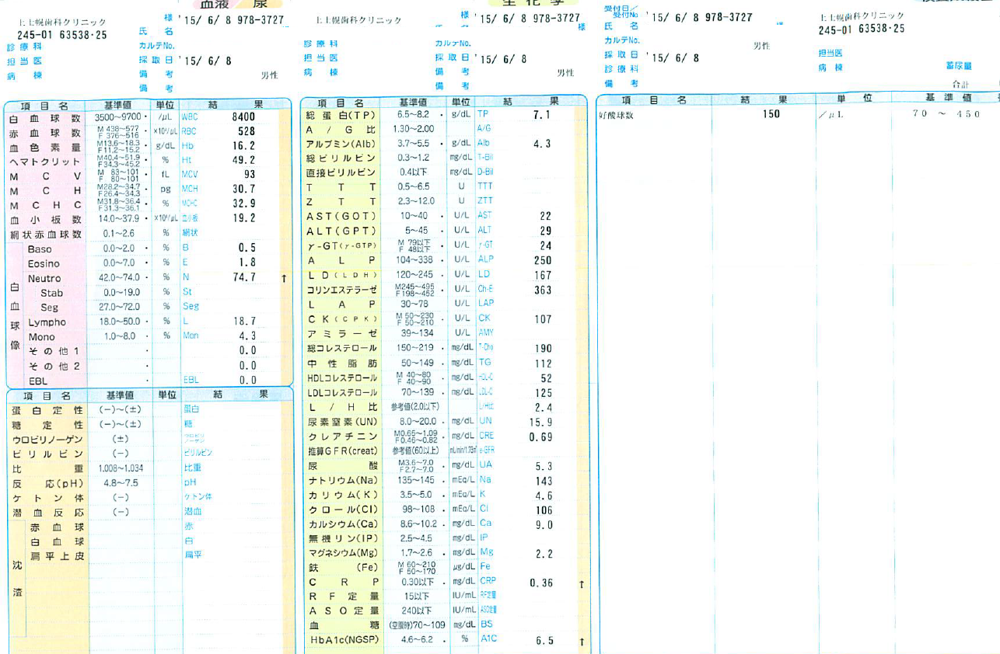 血液 尿
上士幌歯科クリニック 様 '15/ 6/ 8 978-3727
245-01 63538-25 氏 名
診療科 カルテNo.
担当医 採取日 '15/ 6/ 8
病 棟 備 考 男性
備 考
項目名 基準値 単位 結 果
白血球数 3500~9700 ・ /μL WBC 8400
赤血球数 M 438~577 F 376~516 ・ ×10⁴/μL RBC 528
血色素量 M13.6~18.3 F11.2~15.2 ・ g/dL Hb 16.2
ヘマトクリット M40.4~51.9 F34.3~45.2 ・ % Ht 49.2
MCV M 83~101 F 80~101 ・ fL MCV 93
MCH M28.2~34.7 F26.4~34.3 ・ pg MCH 30.7
MCHC M31.8~36.4 F31.3~36.1 ・ % MCHC 32.9
血小板数 14.0~37.9 ・ ×10⁴/μL 血小板 19.2
網状赤血球数 0.1~2.6 % 網状
白血球像
Baso 0.0~2.0 ・ % B 0.5
Eosino 0.0~7.0 ・ % E 1.8
Neutro 42.0~74.0 ・ % N 74.7 ↑
Stab 0.0~19.0 % St
Seg 27.0~72.0 % Seg
Lympho 18.0~50.0 ・ % L 18.7
Mono 1.0~8.0 ・ % Mon 4.3
その他1 ・ 0.0
その他2 ・ 0.0
EBL ・ EBL 0.0
項目名 基準値 単位 結 果
蛋白定性 (-)~(±) 蛋白
糖定性 (-)~(±) 糖
ウロビリノーゲン (±) ウロビリノーゲン
ビリルビン (-) ビリルビン
比重 1.008~1.034 比重
反応(pH) 4.8~7.5 pH
ケトン体 (-) ケトン体
潜血反応 (-) 潜血
沈渣
赤血球 赤
白血球 白
扁平上皮 扁平
生化学
上士幌歯科クリニック 様 '15/ 6/ 8 978-3727
様
診療科 カルテNo.
担当医 採取日 '15/ 6/ 8
病 棟 備 考 男性
備 考
項目名 基準値 単位 結 果
総蛋白(TP) 6.5~8.2 ・ g/dL TP 7.1
A/G比 1.30~2.00 A/G
アルブミン(Alb) 3.7~5.5 ・ g/dL Alb 4.3
総ビリルビン 0.3~1.2 mg/dL T-Bil
直接ビリルビン 0.4以下 mg/dL D-Bil
TTT 0.5~6.5 U TTT
ZTT 2.3~12.0 U ZTT
AST(GOT) 10~40 ・ U/L AST 22
ALT(GPT) 5~45 ・ U/L ALT 29
γ-GT(γ-GTP) M 79以下 F 48以下 ・ U/L γ-GT 24
ALP 104~338 ・ U/L ALP 250
LD(LDH) 120~245 ・ U/L LD 167
コリンエステラーゼ M245~495 F198~452 ・ U/L Ch-E 363
LAP 30~78 U/L LAP
CK(CPK) M 50~230 F 50~210 ・ U/L CK 107
アミラーゼ 39~134 U/L AMY
総コレステロール 150~219 ・ mg/dL T-Cho 190
中性脂肪 50~149 ・ mg/dL TG 112
HDLコレステロール M 40~80 F 40~90 ・ mg/dL HDL-C 52
LDLコレステロール 70~139 ・ mg/dL LDL-C 125
L/H比 参考値(2.0以下) L/H比 2.4
尿素窒素(UN) 8.0~20.0 ・ mg/dL UN 15.9
クレアチニン M0.65~1.09 F0.46~0.82 ・ mg/dL CRE 0.69
推算GFR(creat) 参考値(60以上) mL/min/1.73m² e-GFR
尿酸 M3.6~7.0 F2.7~7.0 ・ mg/dL UA 5.3
ナトリウム(Na) 135~145 ・ mEq/L Na 143
カリウム(K) 3.5~5.0 ・ mEq/L K 4.6
クロール(Cl) 98~108 ・ mEq/L Cl 106
カルシウム(Ca) 8.6~10.2 ・ mg/dL Ca 9.0
無機リン(IP) 2.5~4.5 mg/dL IP
マグネシウム(Mg) 1.7~2.6 ・ mg/dL Mg 2.2
鉄 (Fe) M 60~210 F 50~170 μg/dL Fe
CRP 0.30以下 ・ mg/dL CRP 0.36 ↑
RF定量 15以下 IU/mL RF定量
ASO定量 240以下 IU/mL ASO定量
血糖 (空腹時)70~109 mg/dL BS
HbA1c(NGSP) 4.6~6.2 ・ % A1C 6.5 ↑
受付日/受付No '15/ 6/ 8 978-3727 上士幌歯科クリニック
氏 名 様 245-01 63538-25
カルテNo. 男性
採取日 '15/ 6/ 8 担当医
診療科 病 棟 蓄尿量
備 考 合計
項 目 名 結 果 単 位 基 準 値
好酸球数 150 /μL 70 ~ 450